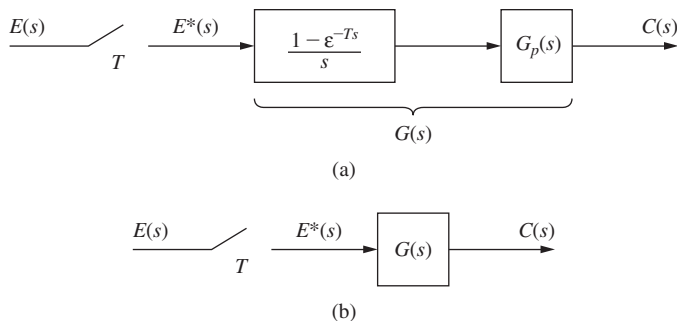 E(s) T E*(s) 1 − ε^{−Ts} / s G_p(s) C(s)
G(s)
(a)
E(s) T E*(s) G(s) C(s)
(b)